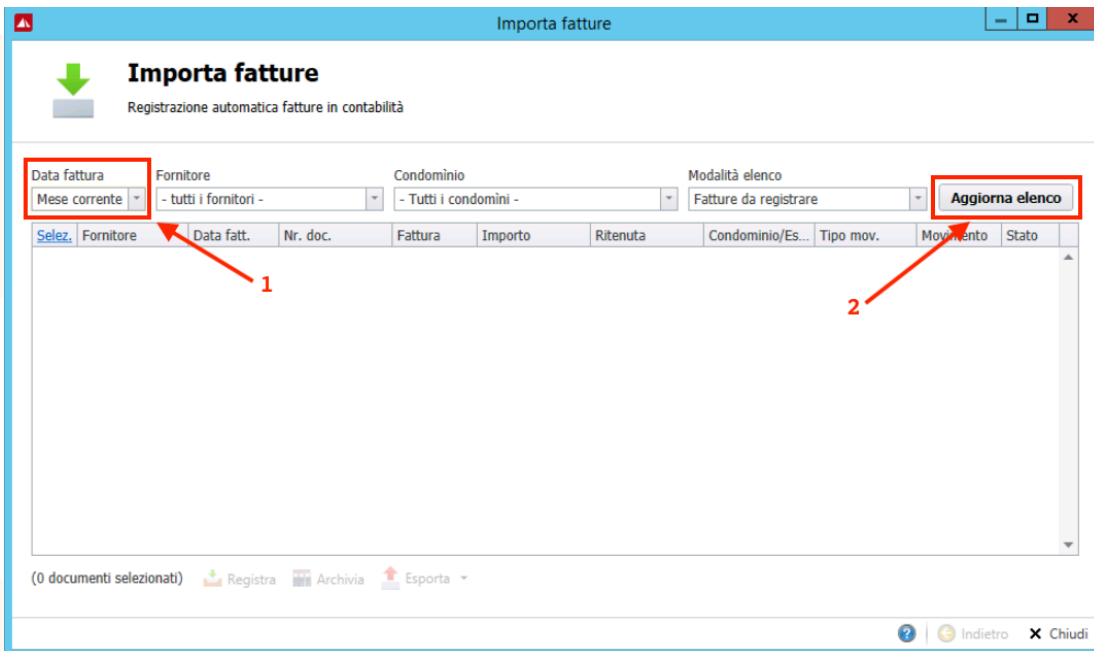 Importa fatture
Importa fatture
Registrazione automatica fatture in contabilità
Data fattura Fornitore Condomìnio Modalità elenco
Mese corrente - tutti i fornitori - - Tutti i condomìni - Fatture da registrare Aggiorna elenco
Selez. Fornitore Data fatt. Nr. doc. Fattura Importo Ritenuta Condominio/Es... Tipo mov. Movimento Stato
1
2
(0 documenti selezionati) Registra Archivia Esporta
Indietro Chiudi